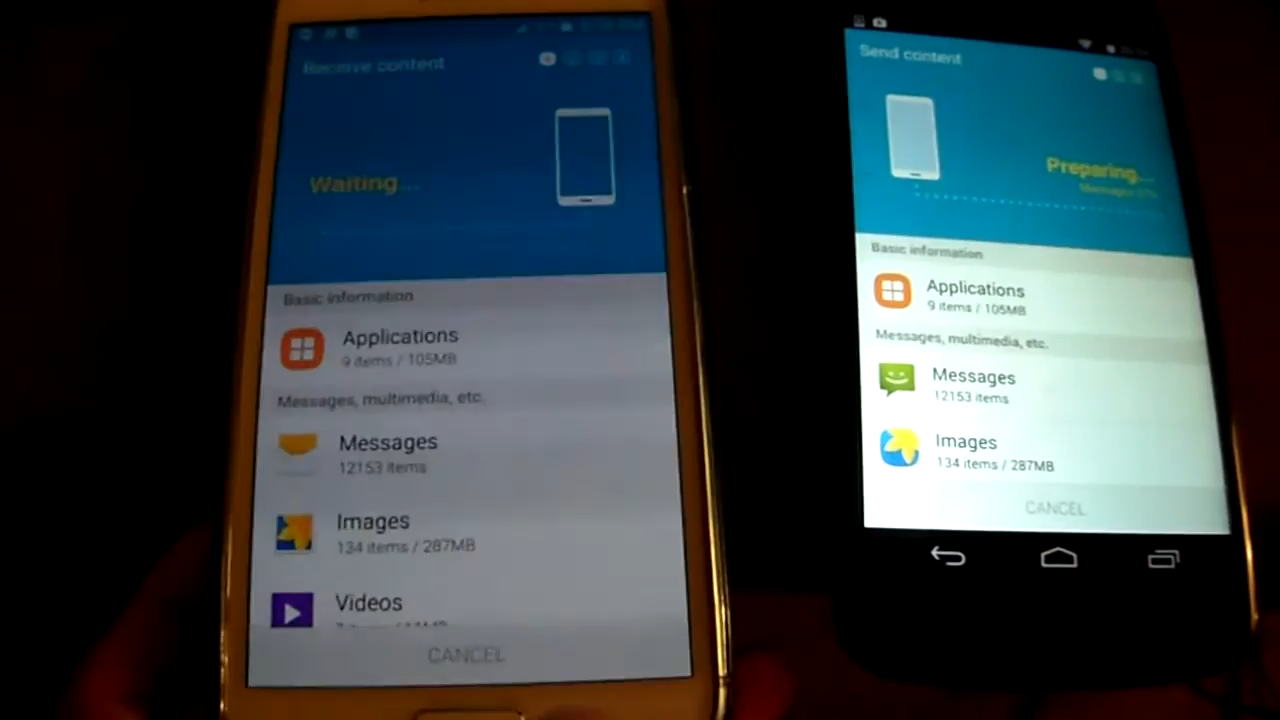 Receive content
Waiting...
Basic information
Applications
9 items / 105MB
Messages, multimedia, etc.
Messages
12153 items
Images
134 items / 287MB
Videos
CANCEL
Send content
Preparing...
Basic information
Applications
9 items / 105MB
Messages, multimedia, etc.
Messages
12153 items
Images
134 items / 287MB
CANCEL